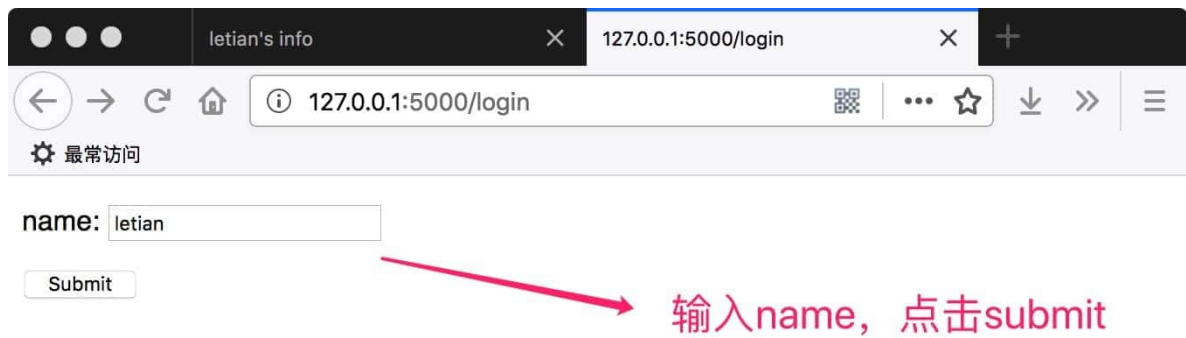 letian's info
127.0.0.1:5000/login
127.0.0.1:5000/login
最常访问
name: letian
Submit
输入name，点击submit